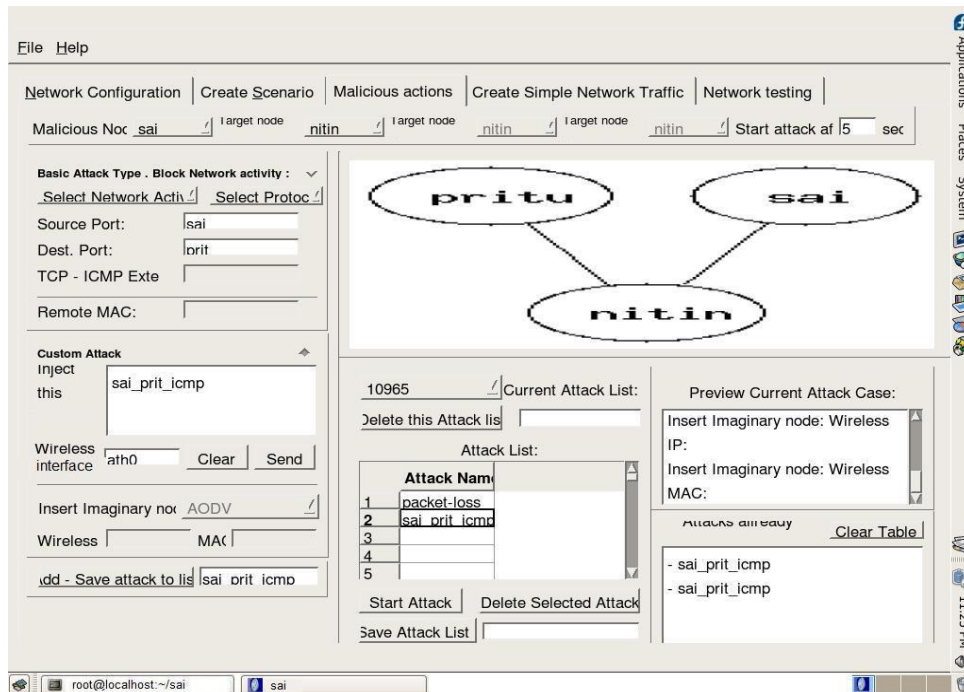 File Help
Applications Places System
Network Configuration Create Scenario Malicious actions Create Simple Network Traffic Network testing
Malicious Noc sai Target node nitin Target node nitin Target node nitin Start attack af 5 sec
Basic Attack Type . Block Network activity :
Select Network Activ Select Protoc
Source Port: sai
Dest. Port: prit
TCP - ICMP Exte
Remote MAC:
Custom Attack
Inject this sai_prit_icmp
Wireless interface ath0 Clear Send
Insert Imaginary noc AODV
Wireless MAC
Add - Save attack to lis sai_prit_icmp
pritu sai
nitin
10965 Current Attack List:
Delete this Attack lis
Attack List:
Attack Name
1 packet-loss
2 sai_prit_icmp
3
4
5
Start Attack Delete Selected Attack
Save Attack List
Preview Current Attack Case:
Insert Imaginary node: Wireless
IP:
Insert Imaginary node: Wireless
MAC:
Attacks allready Clear Table
- sai_prit_icmp
- sai_prit_icmp
11:25 PM
root@localhost:~/sai sai